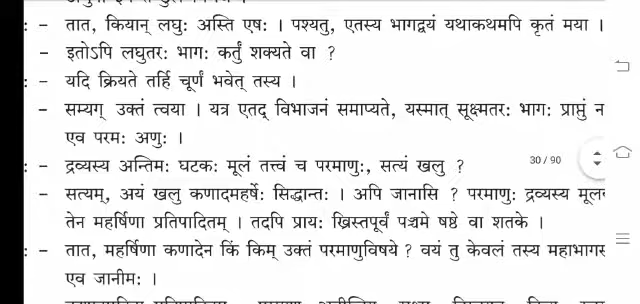 : – तात, कियान् लघुः अस्ति एषः । पश्यतु, एतस्य भागद्वयं यथाकथमपि कृतं मया ।
– इतोऽपि लघुतरः भागः कर्तुं शक्यते वा ?
: – यदि क्रियते तर्हि चूर्णं भवेत् तस्य ।
– सम्यग् उक्तं त्वया । यत्र एतद् विभाजनं समाप्यते, यस्मात् सूक्ष्मतरः भागः प्राप्तुं न
एव परमः अणुः ।
: – द्रव्यस्य अन्तिमः घटकः मूलं तत्त्वं च परमाणुः, सत्यं खलु ?
30 / 90
– सत्यम्, अयं खलु कणादमहर्षेः सिद्धान्तः । अपि जानासि ? परमाणुः द्रव्यस्य
तेन महर्षिणा प्रतिपादितम् । तदपि प्रायः ख्रिस्तपूर्वं पञ्चमे षष्ठे वा शतके ।
: – तात, महर्षिणा कणादेन किं किम् उक्तं परमाणुविषये ? वयं तु केवलं तस्य
एव जानीमः ।